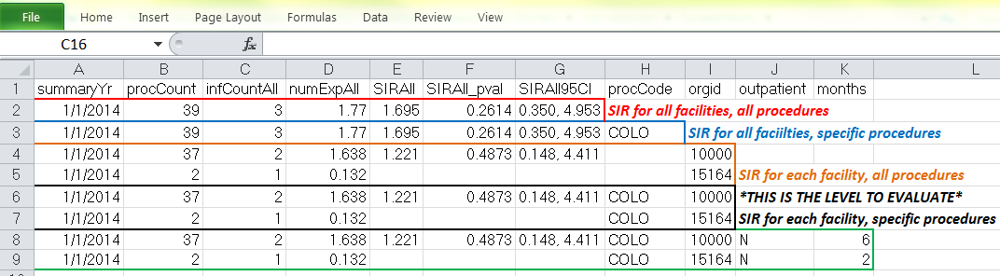 File Home Insert Page Layout Formulas Data Review View
C16 fx
A B C D E F G H I J K L
1 summaryYr procCount infCountAll numExpAll SIRAll SIRAll_pval SIRAll95CI procCode orgid outpatient months
2 1/1/2014 39 3 1.77 1.695 0.2614 0.350, 4.953 SIR for all facilities, all procedures
3 1/1/2014 39 3 1.77 1.695 0.2614 0.350, 4.953 COLO SIR for all faciilties, specific procedures
4 1/1/2014 37 2 1.638 1.221 0.4873 0.148, 4.411 10000
5 1/1/2014 2 1 0.132 15164 SIR for each facility, all procedures
6 1/1/2014 37 2 1.638 1.221 0.4873 0.148, 4.411 COLO 10000 *THIS IS THE LEVEL TO EVALUATE*
7 1/1/2014 2 1 0.132 COLO 15164 SIR for each facility, specific procedures
8 1/1/2014 37 2 1.638 1.221 0.4873 0.148, 4.411 COLO 10000 N 6
9 1/1/2014 2 1 0.132 COLO 15164 N 2